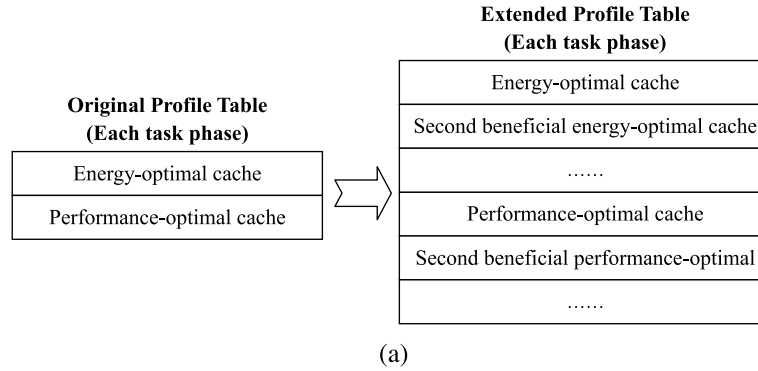 Original Profile Table
(Each task phase)
Energy-optimal cache
Performance-optimal cache
Extended Profile Table
(Each task phase)
Energy-optimal cache
Second beneficial energy-optimal cache
……
Performance-optimal cache
Second beneficial performance-optimal
……
(a)